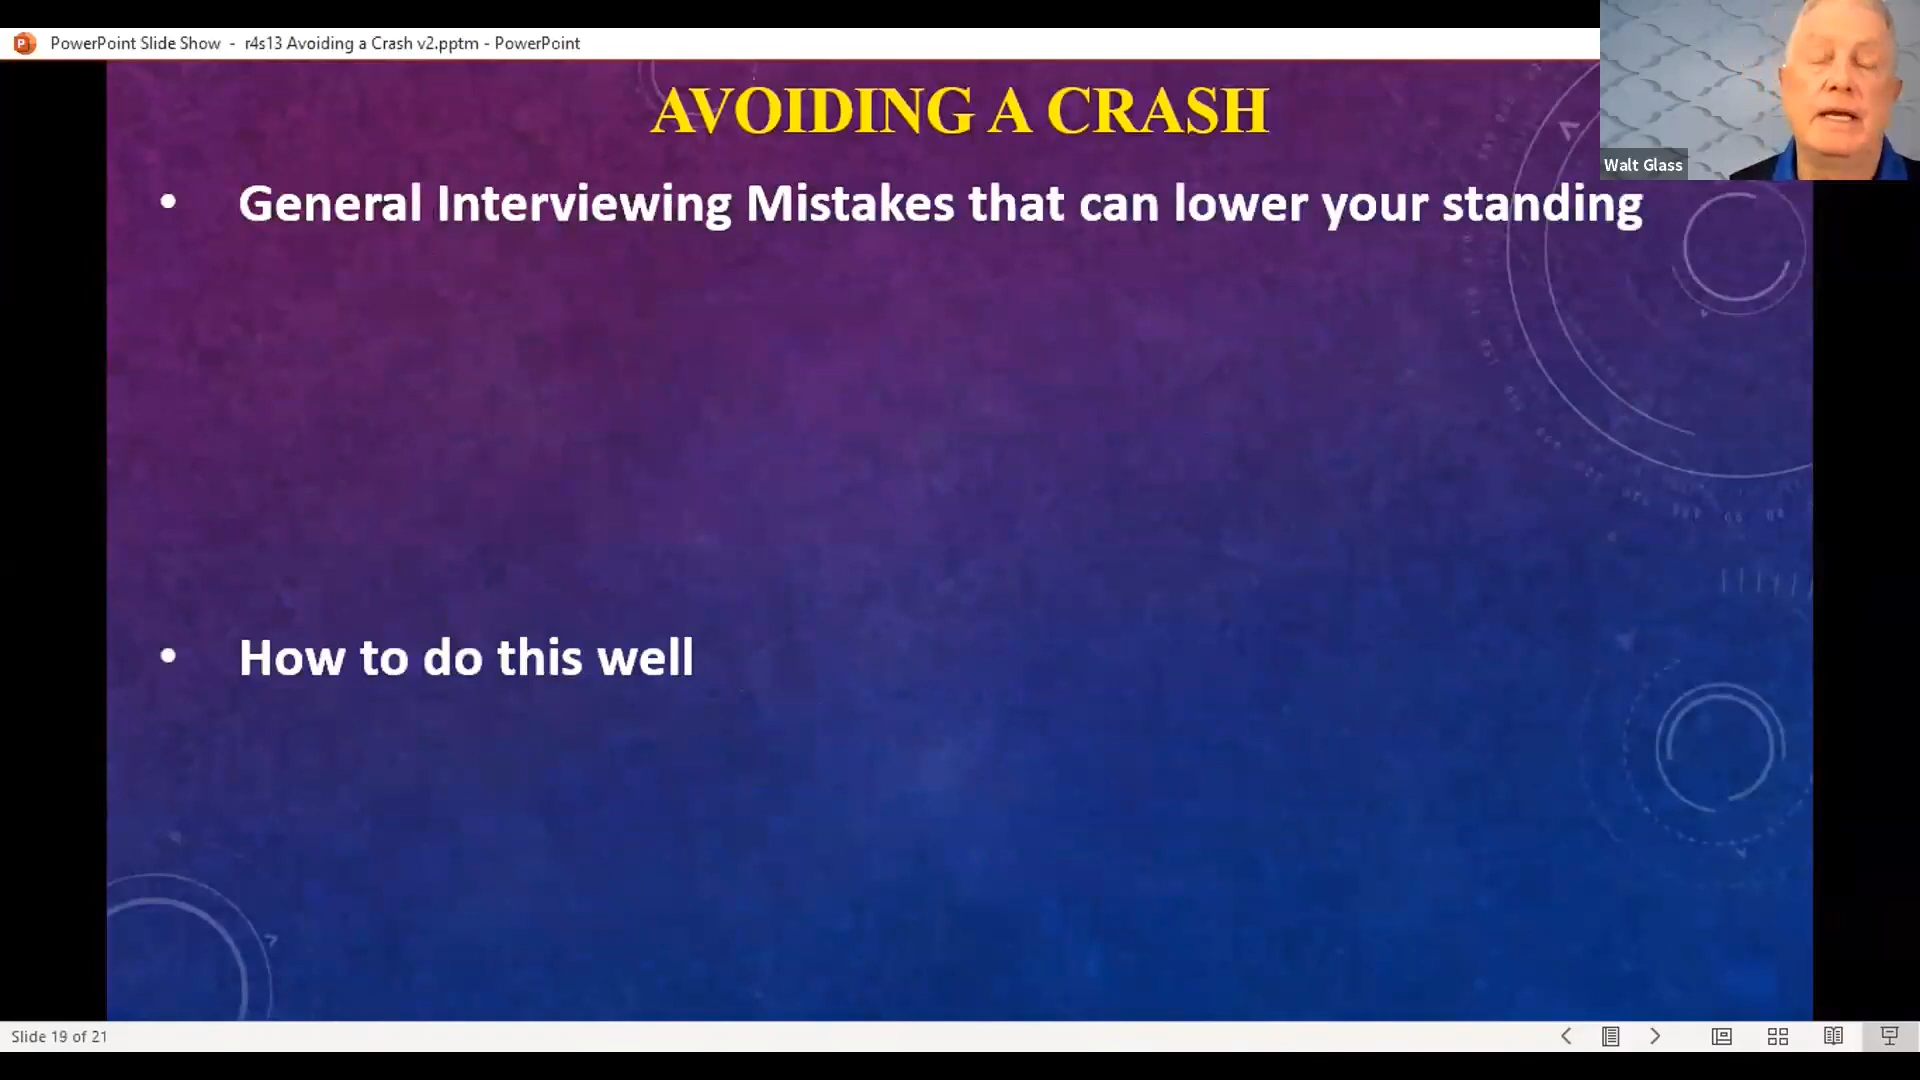 PowerPoint Slide Show - r4s13 Avoiding a Crash v2.pptm - PowerPoint
AVOIDING A CRASH
Walt Glass
• General Interviewing Mistakes that can lower your standing
• How to do this well
Slide 19 of 21